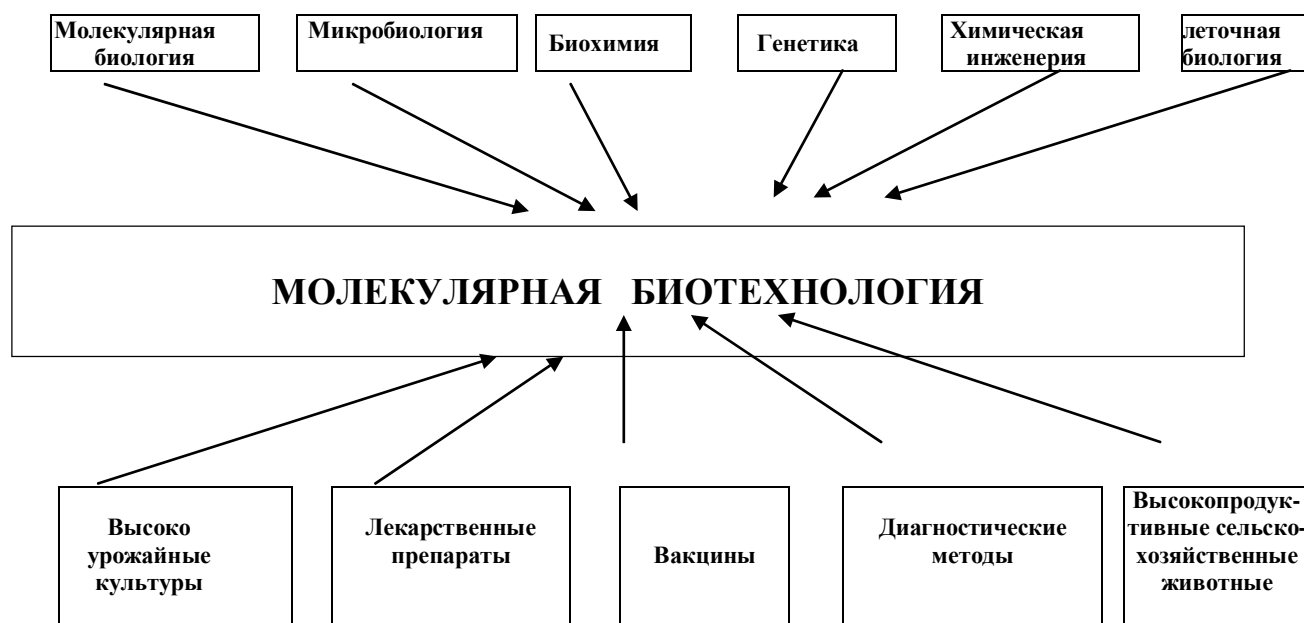 Молекулярная
биология
Микробиология
Биохимия
Генетика
Химическая
инженерия
леточная
биология
МОЛЕКУЛЯРНАЯ БИОТЕХНОЛОГИЯ
Высоко
урожайные
культуры
Лекарственные
препараты
Вакцины
Диагностические
методы
Высокопродук-
тивные сельско-
хозяйственные
животные